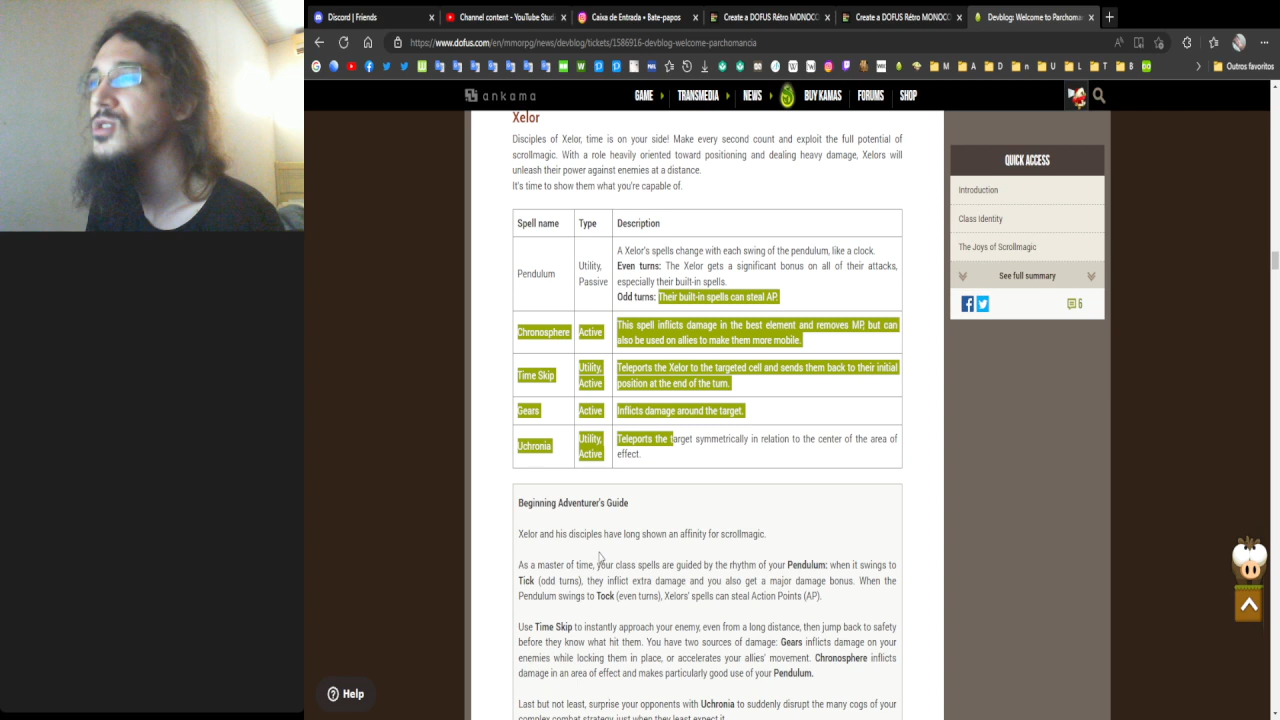 Discord | Friends
Channel content - YouTube Stud
Caixa de Entrada • Bate-papos
Create a DOFUS Rétro MONOCO
Create a DOFUS Rétro MONOCO
Devblog: Welcome to Parchoma
https://www.dofus.com/en/mmorpg/news/devblog/tickets/1586916-devblog-welcome-parchomancia
Outros favoritos
ankama
GAME
TRANSMEDIA
NEWS
BUY KAMAS
FORUMS
SHOP
Xelor
Disciples of Xelor, time is on your side! Make every second count and exploit the full potential of
scrollmagic. With a role heavily oriented toward positioning and dealing heavy damage, Xelors will
unleash their power against enemies at a distance.
It's time to show them what you're capable of.
Spell name Type Description
Pendulum
Utility,
Passive
A Xelor's spells change with each swing of the pendulum, like a clock.
Even turns: The Xelor gets a significant bonus on all of their attacks,
especially their built-in spells.
Odd turns: Their built-in spells can steal AP.
Chronosphere
Active
This spell inflicts damage in the best element and removes MP, but can
also be used on allies to make them more mobile.
Time Skip
Utility,
Active
Teleports the Xelor to the targeted cell and sends them back to their initial
position at the end of the turn.
Gears
Active
Inflicts damage around the target.
Uchronia
Utility,
Active
Teleports the target symmetrically in relation to the center of the area of
effect.
Beginning Adventurer's Guide
Xelor and his disciples have long shown an affinity for scrollmagic.
As a master of time, your class spells are guided by the rhythm of your Pendulum: when it swings to
Tick (odd turns), they inflict extra damage and you also get a major damage bonus. When the
Pendulum swings to Tock (even turns), Xelors' spells can steal Action Points (AP).
Use Time Skip to instantly approach your enemy, even from a long distance, then jump back to safety
before they know what hit them. You have two sources of damage: Gears inflicts damage on your
enemies while locking them in place, or accelerates your allies' movement. Chronosphere inflicts
damage in an area of effect and makes particularly good use of your Pendulum.
Last but not least, surprise your opponents with Uchronia to suddenly disrupt the many cogs of your
complex combat strategy just when they least expect it.
QUICK ACCESS
Introduction
Class Identity
The Joys of Scrollmagic
See full summary
6
Help